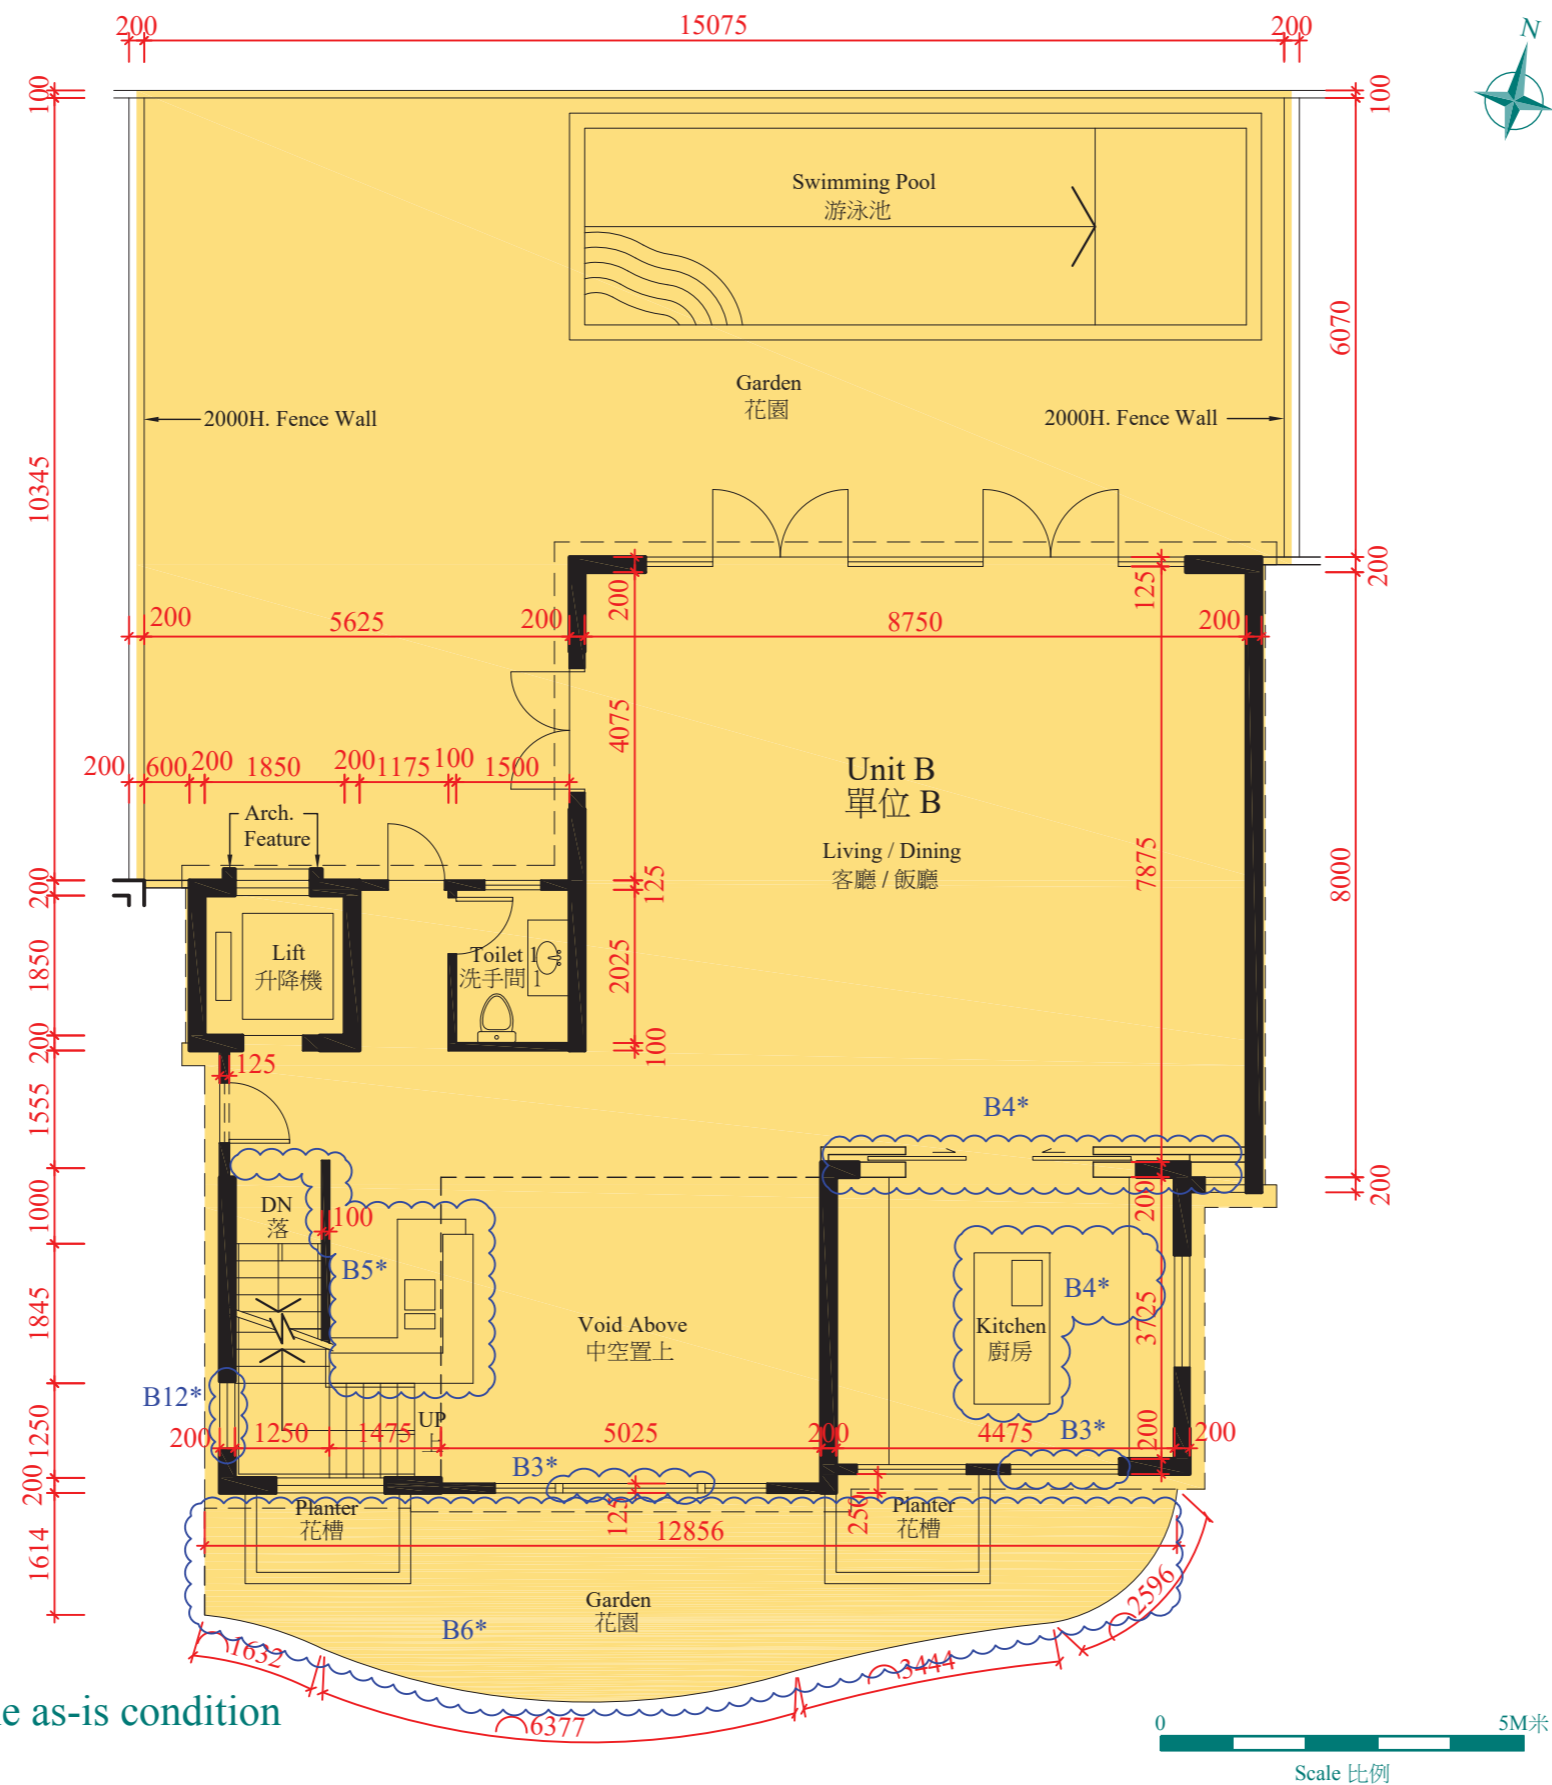 200
15075
200
N
100
100
Swimming Pool
游泳池
6070
Garden
花園
2000H. Fence Wall
2000H. Fence Wall
10345
200
125
200
200
5625
200
8750
200
4075
200
600
200
1850
200
1175
100
1500
Unit B
單位 B
Arch.
Feature
Living / Dining
客廳 / 飯廳
7875
8000
200
125
Lift
升降機
Toilet 1
洗手間 1
1850
2025
200
100
125
1555
B4*
200
DN
落
1000
100
200
B5*
B4*
1845
Void Above
中空置上
Kitchen
廚房
3725
B12*
UP
上
1250
200
1250
1475
5025
200
4475
B3*
200
200
B3*
200
Planter
花槽
125
12856
250
Planter
花槽
1614
Garden
花園
2596
B6*
1632
3444
6377
e as-is condition
0
5M米
Scale 比例